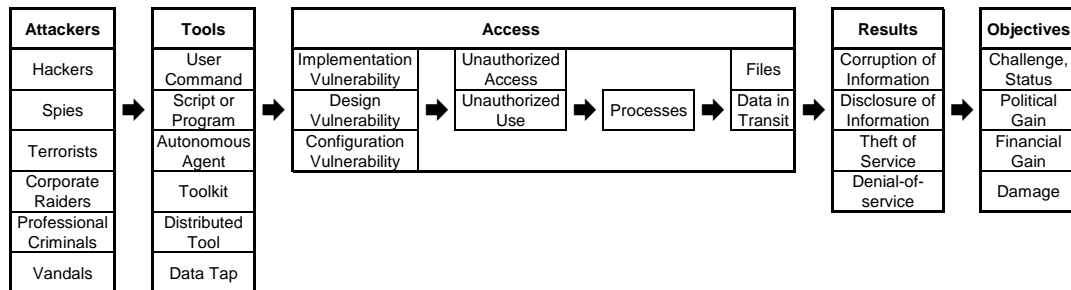 Attackers
Hackers
Spies
Terrorists
Corporate
Raiders
Professional
Criminals
Vandals
Tools
User
Command
Script or
Program
Autonomous
Agent
Toolkit
Distributed
Tool
Data Tap
Access
Implementation
Vulnerability
Design
Vulnerability
Configuration
Vulnerability
Unauthorized
Access
Unauthorized
Use
Processes
Files
Data in
Transit
Results
Corruption of
Information
Disclosure of
Information
Theft of
Service
Denial-of-
service
Objectives
Challenge,
Status
Political
Gain
Financial
Gain
Damage